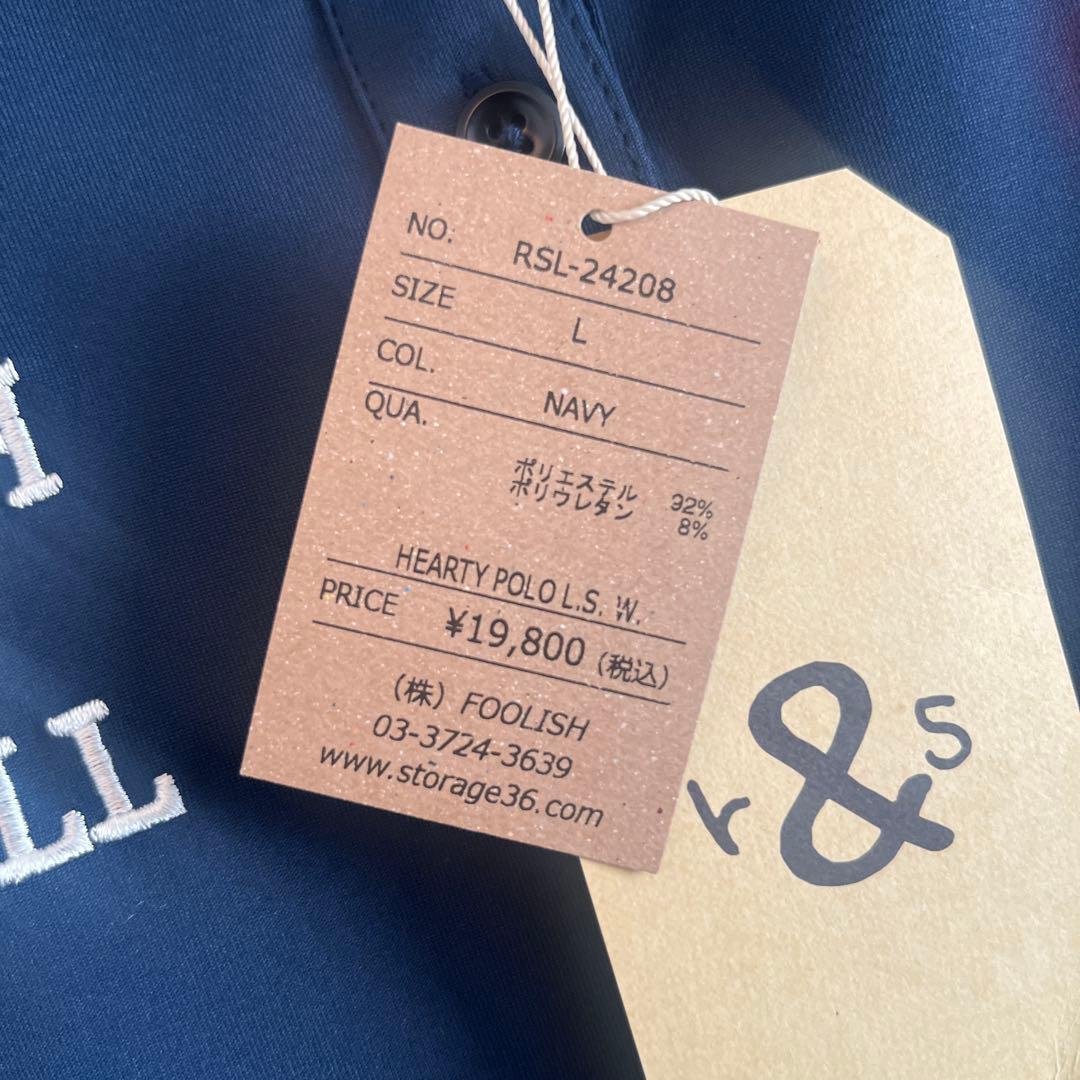 NO. RSL-24208
SIZE L
COL. NAVY
QUA.
ポリエステル 92%
ポリウレタン 8%
HEARTY POLO L.S. W.
PRICE ¥19,800 (税込)
(株) FOOLISH
03-3724-3639
www.storage36.com
r&s
LL